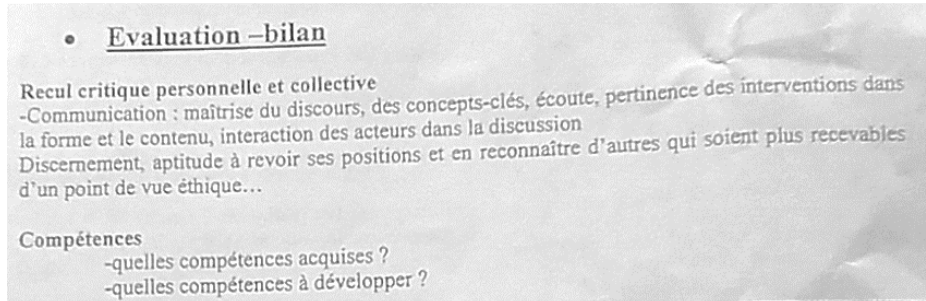 • Evaluation –bilan
Recul critique personnelle et collective
-Communication : maîtrise du discours, des concepts-clés, écoute, pertinence des interventions dans
la forme et le contenu, interaction des acteurs dans la discussion
Discernement, aptitude à revoir ses positions et en reconnaître d'autres qui soient plus recevables
d'un point de vue éthique…
Compétences
-quelles compétences acquises ?
-quelles compétences à développer ?